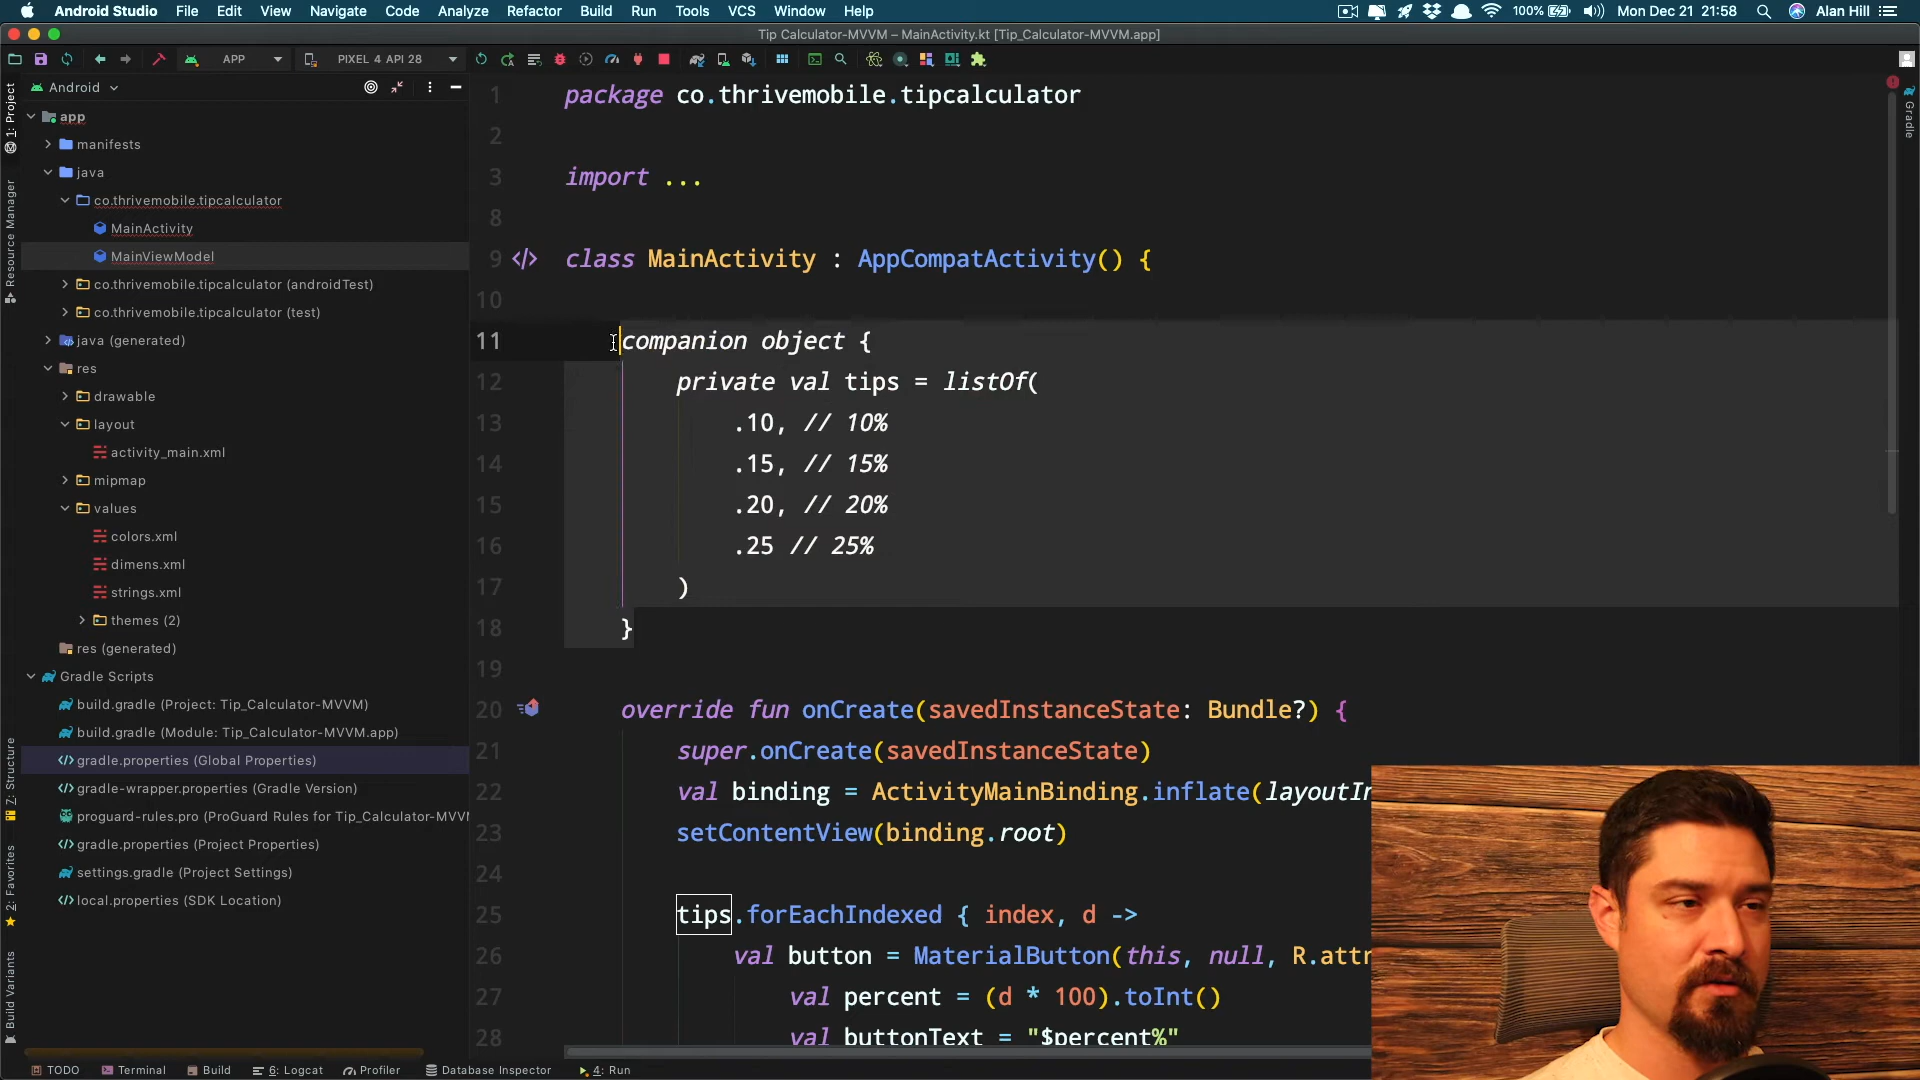 Android Studio File Edit View Navigate Code Analyze Refactor Build Run Tools VCS Window Help 100% Mon Dec 21 21:58 Alan Hill
Tip Calculator-MVVM – MainActivity.kt [Tip_Calculator-MVVM.app]
APP PIXEL 4 API 28
Android
app
manifests
java
co.thrivemobile.tipcalculator
MainActivity
MainViewModel
co.thrivemobile.tipcalculator (androidTest)
co.thrivemobile.tipcalculator (test)
java (generated)
res
drawable
layout
activity_main.xml
mipmap
values
colors.xml
dimens.xml
strings.xml
themes (2)
res (generated)
Gradle Scripts
build.gradle (Project: Tip_Calculator-MVVM)
build.gradle (Module: Tip_Calculator-MVVM.app)
gradle.properties (Global Properties)
gradle-wrapper.properties (Gradle Version)
proguard-rules.pro (ProGuard Rules for Tip_Calculator-MVVM
gradle.properties (Project Properties)
settings.gradle (Project Settings)
local.properties (SDK Location)
1: Project
Resource Manager
Z: Structure
2: Favorites
Build Variants
1 package co.thrivemobile.tipcalculator
2
3 import ...
8
9 class MainActivity : AppCompatActivity() {
10
11 companion object {
12 private val tips = listOf(
13 .10, // 10%
14 .15, // 15%
15 .20, // 20%
16 .25 // 25%
17 )
18 }
19
20 override fun onCreate(savedInstanceState: Bundle?) {
21 super.onCreate(savedInstanceState)
22 val binding = ActivityMainBinding.inflate(layoutIn
23 setContentView(binding.root)
24
25 tips.forEachIndexed { index, d ->
26 val button = MaterialButton(this, null, R.attr
27 val percent = (d * 100).toInt()
28 val buttonText = "$percent%"
Gradle
TODO Terminal Build 6: Logcat Profiler Database Inspector 4: Run